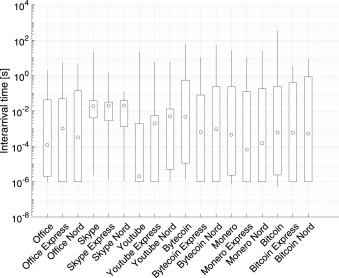 Interarrival time [s]
10^4
10^2
10^0
10^-2
10^-4
10^-6
10^-8
Office
Office Express
Office Nord
Skype
Skype Express
Skype Nord
Youtube
Youtube Express
Youtube Nord
Bytecoin
Bytecoin Express
Bytecoin Nord
Monero
Monero Express
Monero Nord
Bitcoin
Bitcoin Express
Bitcoin Nord